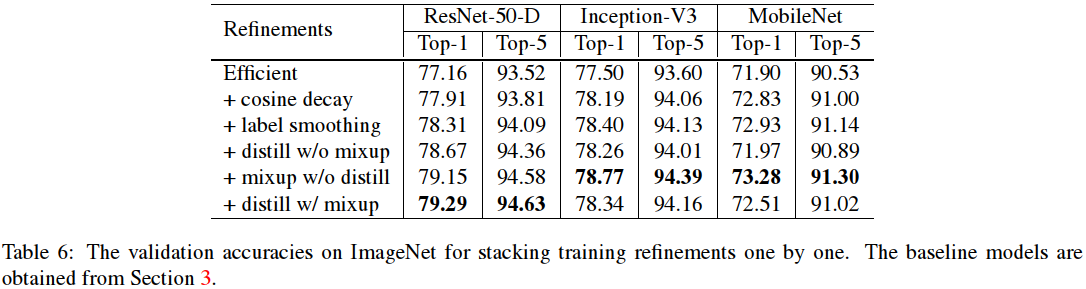 Refinements ResNet-50-D Inception-V3 MobileNet
Top-1 Top-5 Top-1 Top-5 Top-1 Top-5
Efficient 77.16 93.52 77.50 93.60 71.90 90.53
+ cosine decay 77.91 93.81 78.19 94.06 72.83 91.00
+ label smoothing 78.31 94.09 78.40 94.13 72.93 91.14
+ distill w/o mixup 78.67 94.36 78.26 94.01 71.97 90.89
+ mixup w/o distill 79.15 94.58 78.77 94.39 73.28 91.30
+ distill w/ mixup 79.29 94.63 78.34 94.16 72.51 91.02
Table 6: The validation accuracies on ImageNet for stacking training refinements one by one. The baseline models are
obtained from Section 3.